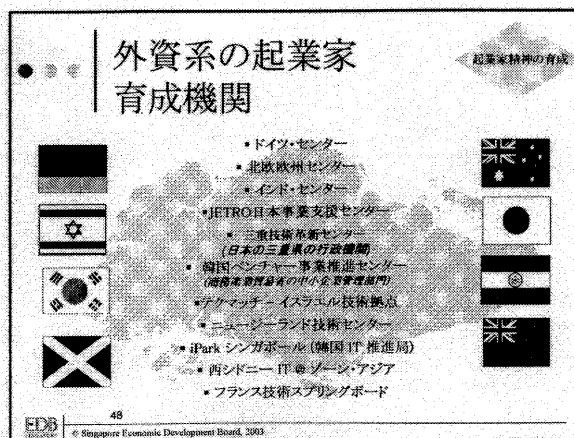 外資系の起業家
育成機関
起業家精神の育成
▪ ドイツ・センター
▪ 北欧欧州センター
▪ インド・センター
▪ JETRO日本事業支援センター
▪ 三重技術革新センター
(日本の三重県の行政機関)
▪ 韓国ベンチャー事業推進センター
▪ テクマッチ－イスラエル技術拠点
▪ ニュージーランド技術センター
▪ iPark シンガポール (韓国 IT 推進局)
▪ 西シドニー IT @ ゾーン・アジア
▪ フランス技術スプリングボード
48
EDB
© Singapore Economic Development Board, 2003